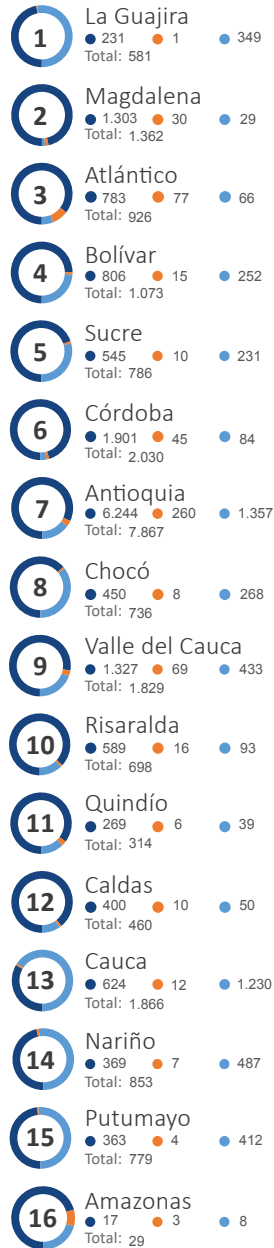 1
La Guajira
231 1 349
Total: 581
2
Magdalena
1.303 30 29
Total: 1.362
3
Atlántico
783 77 66
Total: 926
4
Bolívar
806 15 252
Total: 1.073
5
Sucre
545 10 231
Total: 786
6
Córdoba
1.901 45 84
Total: 2.030
7
Antioquia
6.244 260 1.357
Total: 7.867
8
Chocó
450 8 268
Total: 736
9
Valle del Cauca
1.327 69 433
Total: 1.829
10
Risaralda
589 16 93
Total: 698
11
Quindío
269 6 39
Total: 314
12
Caldas
400 10 50
Total: 460
13
Cauca
624 12 1.230
Total: 1.866
14
Nariño
369 7 487
Total: 853
15
Putumayo
363 4 412
Total: 779
16
Amazonas
17 3 8
Total: 29